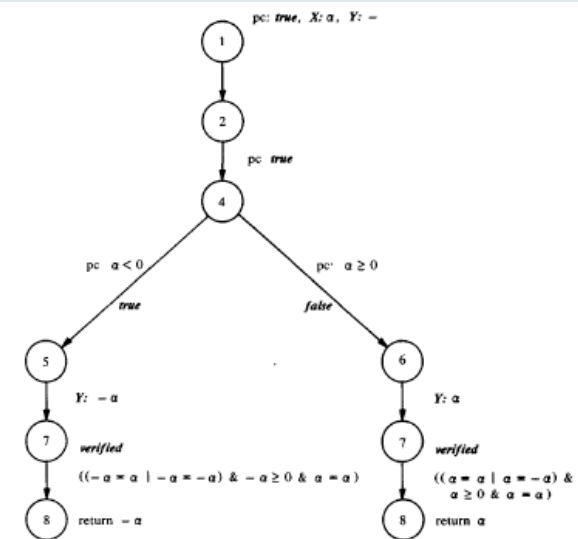 pc: true, X: α, Y: –
1
2
pc true
4
pc α < 0
pc· α ≥ 0
true
false
5
6
Y: – α
Y: α
7
verified
7
verified
((– α = α | – α = – α) & – α ≥ 0 & α = α)
((α = α | α = – α) &
α ≥ 0 & α = α)
8
return – α
8
return α